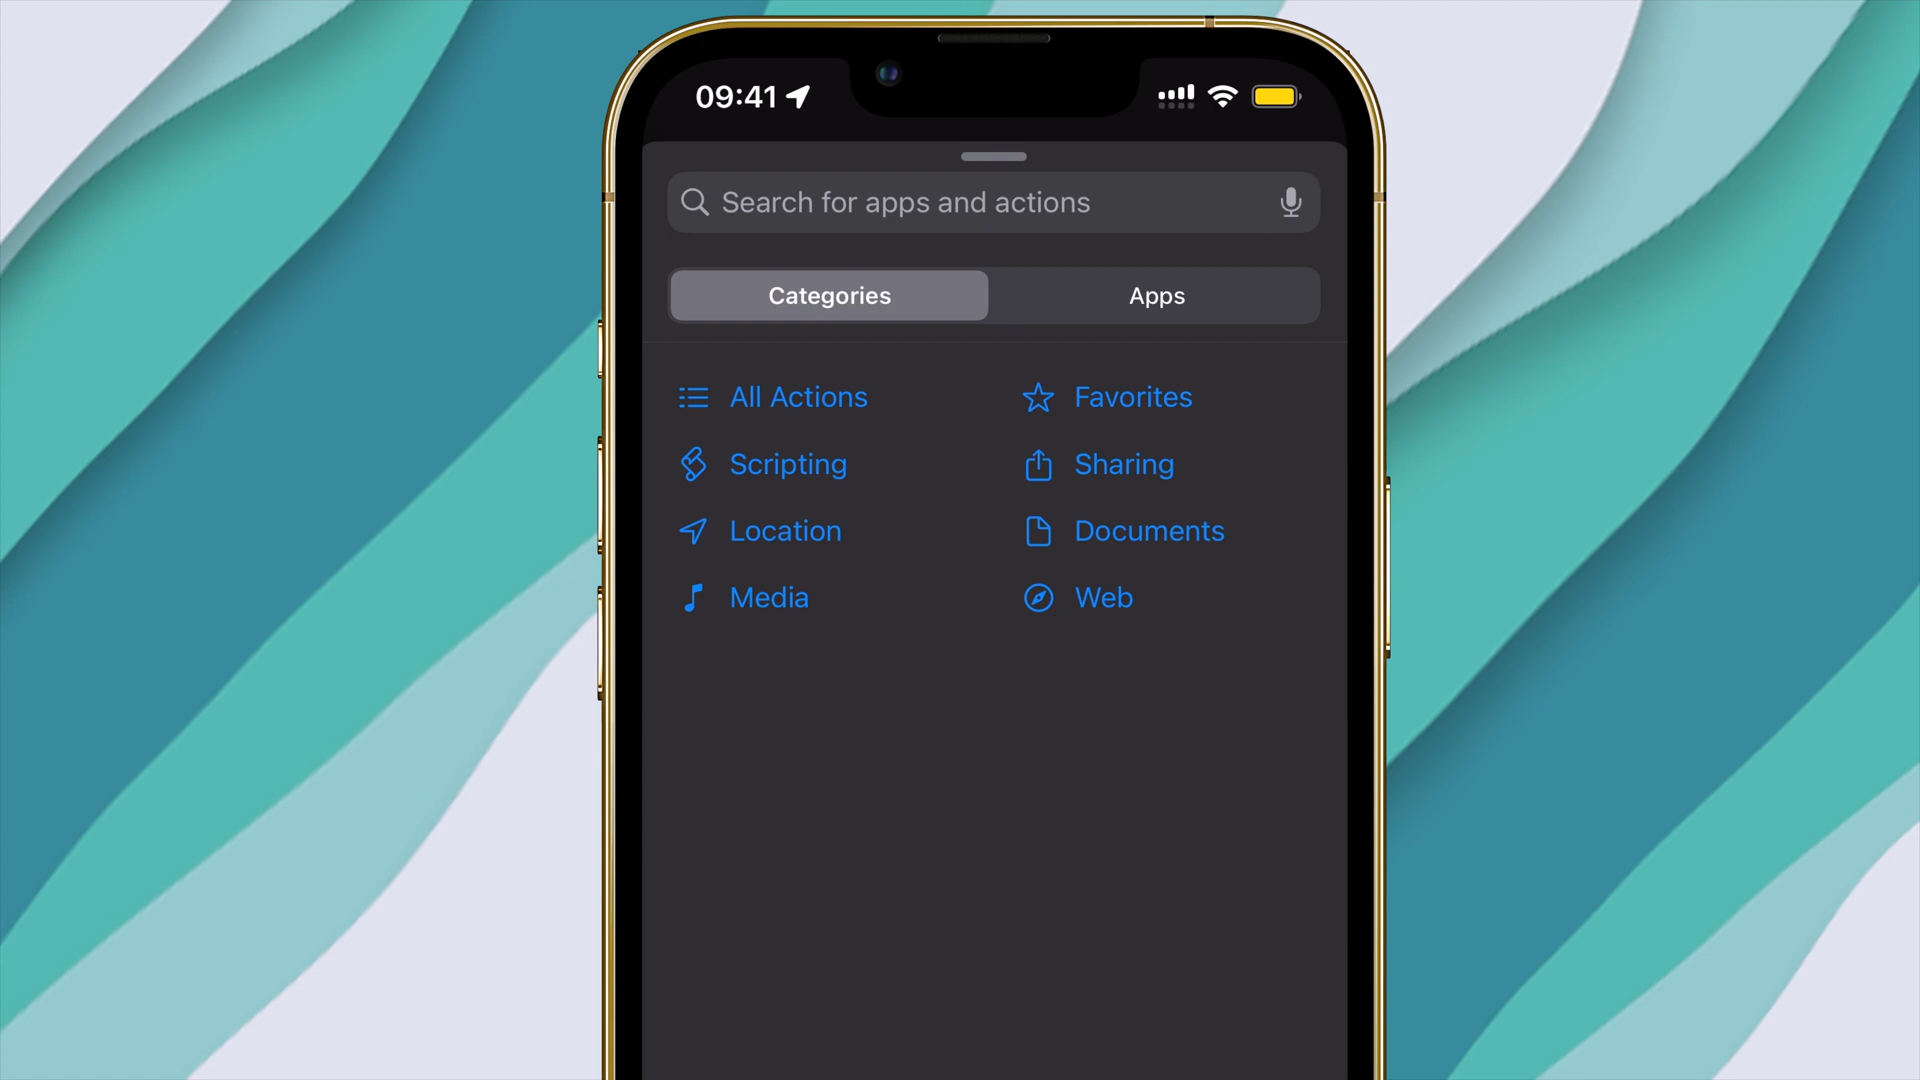 09:41
Search for apps and actions
Categories Apps
All Actions Favorites
Scripting Sharing
Location Documents
Media Web